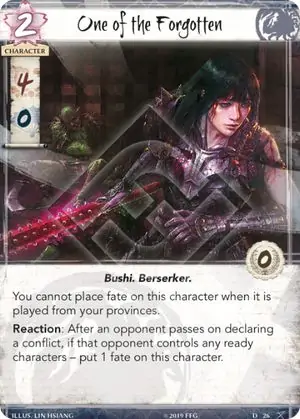 2
One of the Forgotten
CHARACTER
4
0
Bushi. Berserker.
0
You cannot place fate on this character when it is
played from your provinces.
Reaction: After an opponent passes on declaring
a conflict, if that opponent controls any ready
characters – put 1 fate on this character.
ILLUS. LIN HSIANG
©2019 FFG
D 26